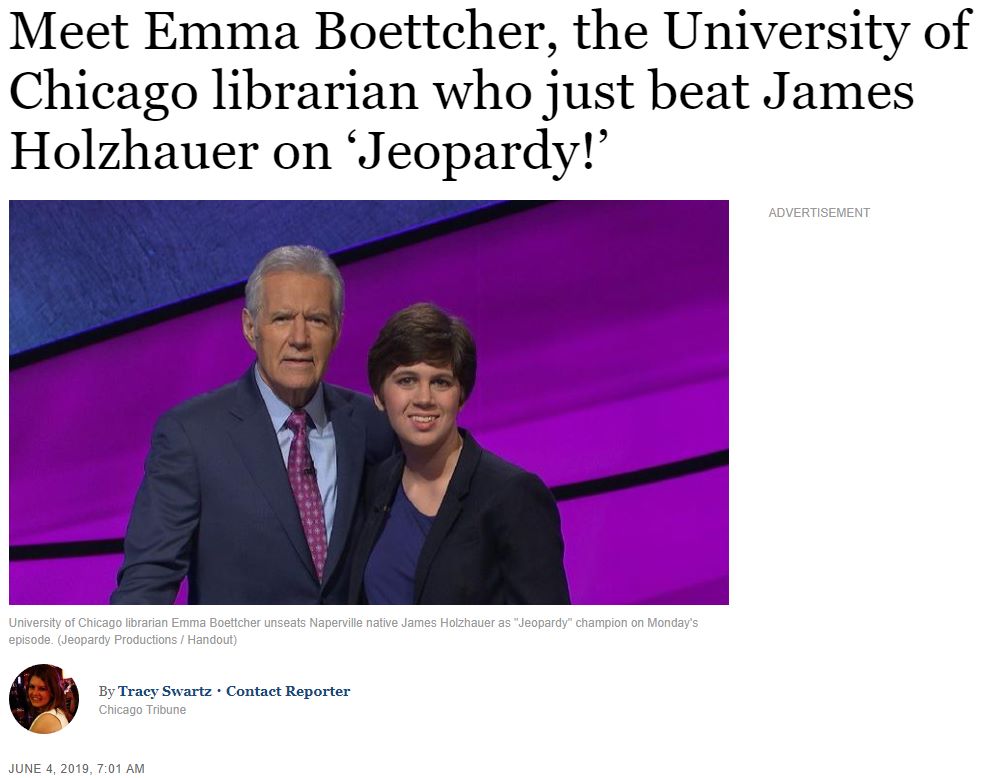 Meet Emma Boettcher, the University of
Chicago librarian who just beat James
Holzhauer on ‘Jeopardy!’
ADVERTISEMENT
University of Chicago librarian Emma Boettcher unseats Naperville native James Holzhauer as "Jeopardy" champion on Monday's
episode. (Jeopardy Productions / Handout)
By Tracy Swartz • Contact Reporter
Chicago Tribune
JUNE 4, 2019, 7:01 AM